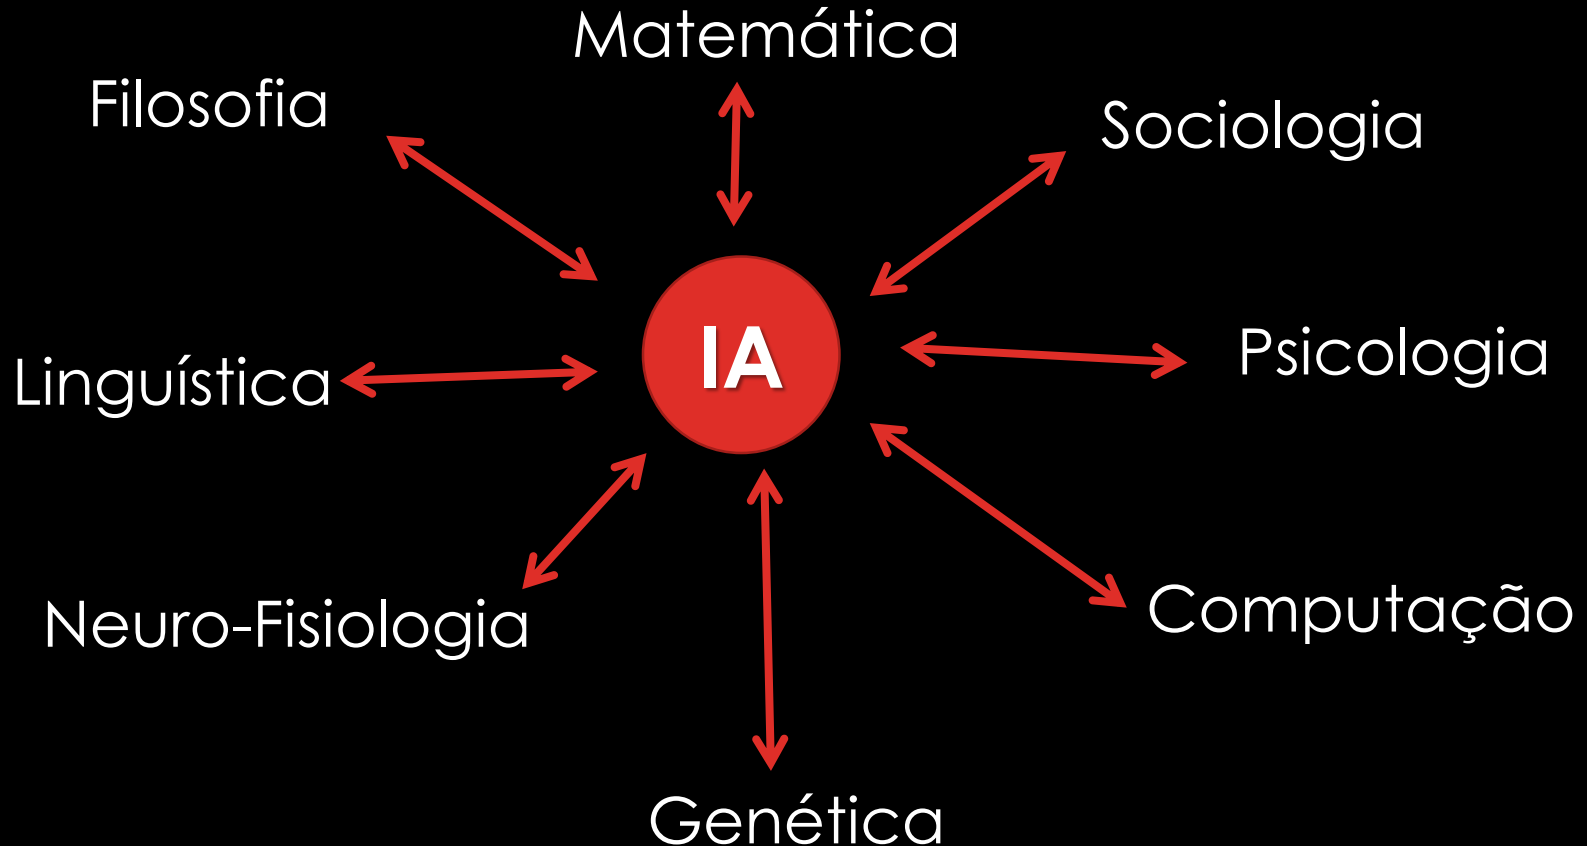 Matemática
Filosofia
Sociologia
IA
Psicologia
Linguística
Computação
Neuro-Fisiologia
Genética